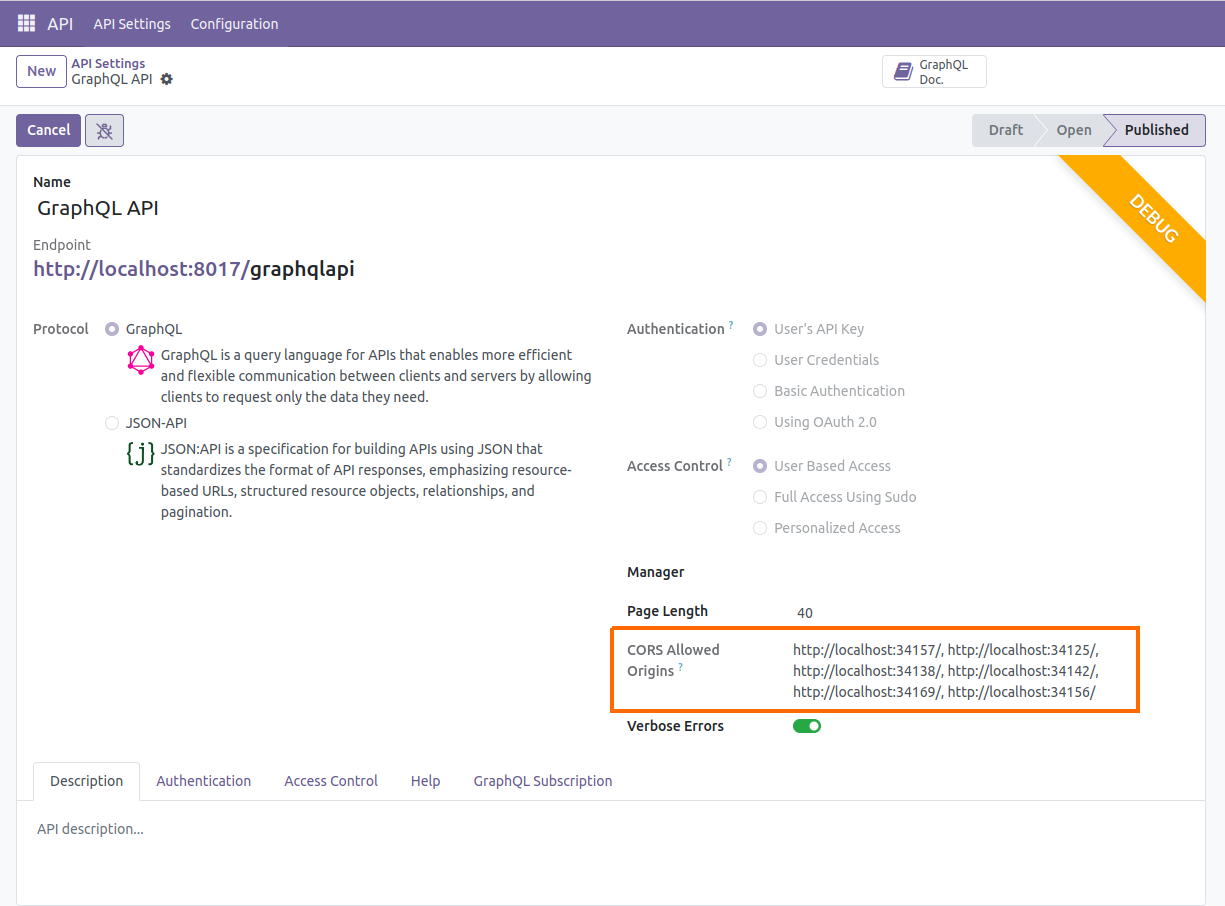 API API Settings Configuration
New
API Settings
GraphQL API
GraphQL
Doc.
Cancel
Draft Open Published
DEBUG
Name
GraphQL API
Endpoint
http://localhost:8017/graphqlapi
Protocol
GraphQL
GraphQL is a query language for APIs that enables more efficient
and flexible communication between clients and servers by allowing
clients to request only the data they need.
JSON-API
{j}
JSON:API is a specification for building APIs using JSON that
standardizes the format of API responses, emphasizing resource-
based URLs, structured resource objects, relationships, and
pagination.
Authentication ?
User's API Key
User Credentials
Basic Authentication
Using OAuth 2.0
Access Control ?
User Based Access
Full Access Using Sudo
Personalized Access
Manager
Page Length 40
CORS Allowed
Origins ?
http://localhost:34157/, http://localhost:34125/,
http://localhost:34138/, http://localhost:34142/,
http://localhost:34169/, http://localhost:34156/
Verbose Errors
Description Authentication Access Control Help GraphQL Subscription
API description...